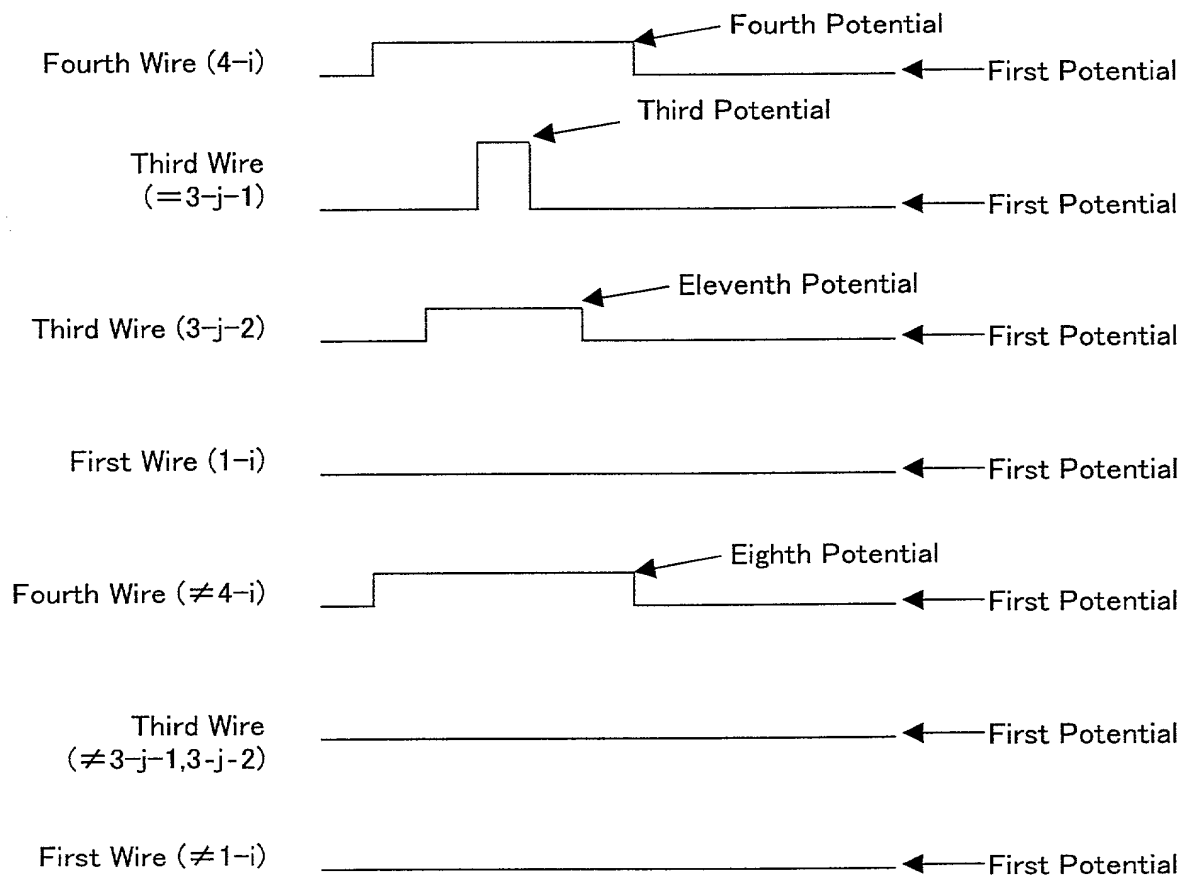 Fourth Potential
Fourth Wire (4-i)
First Potential
Third Potential
Third Wire
(=3-j-1)
First Potential
Eleventh Potential
Third Wire (3-j-2)
First Potential
First Wire (1-i)
First Potential
Eighth Potential
Fourth Wire (≠4-i)
First Potential
Third Wire
(≠3-j-1,3-j-2)
First Potential
First Wire (≠1-i)
First Potential